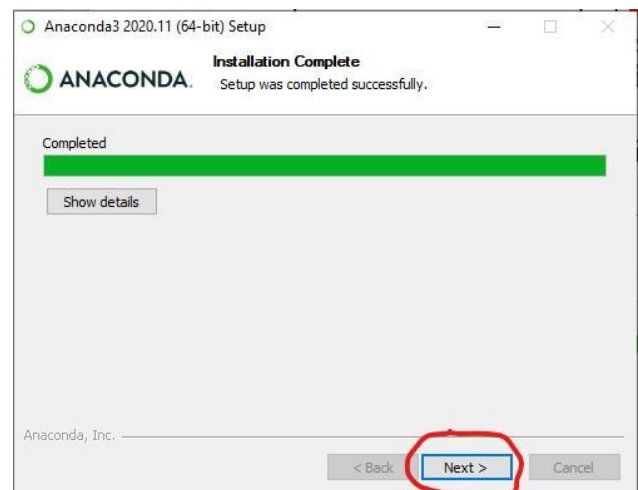 Anaconda3 2020.11 (64-bit) Setup
ANACONDA.
Installation Complete
Setup was completed successfully.
Completed
Show details
Anaconda, Inc.
< Back Next > Cancel